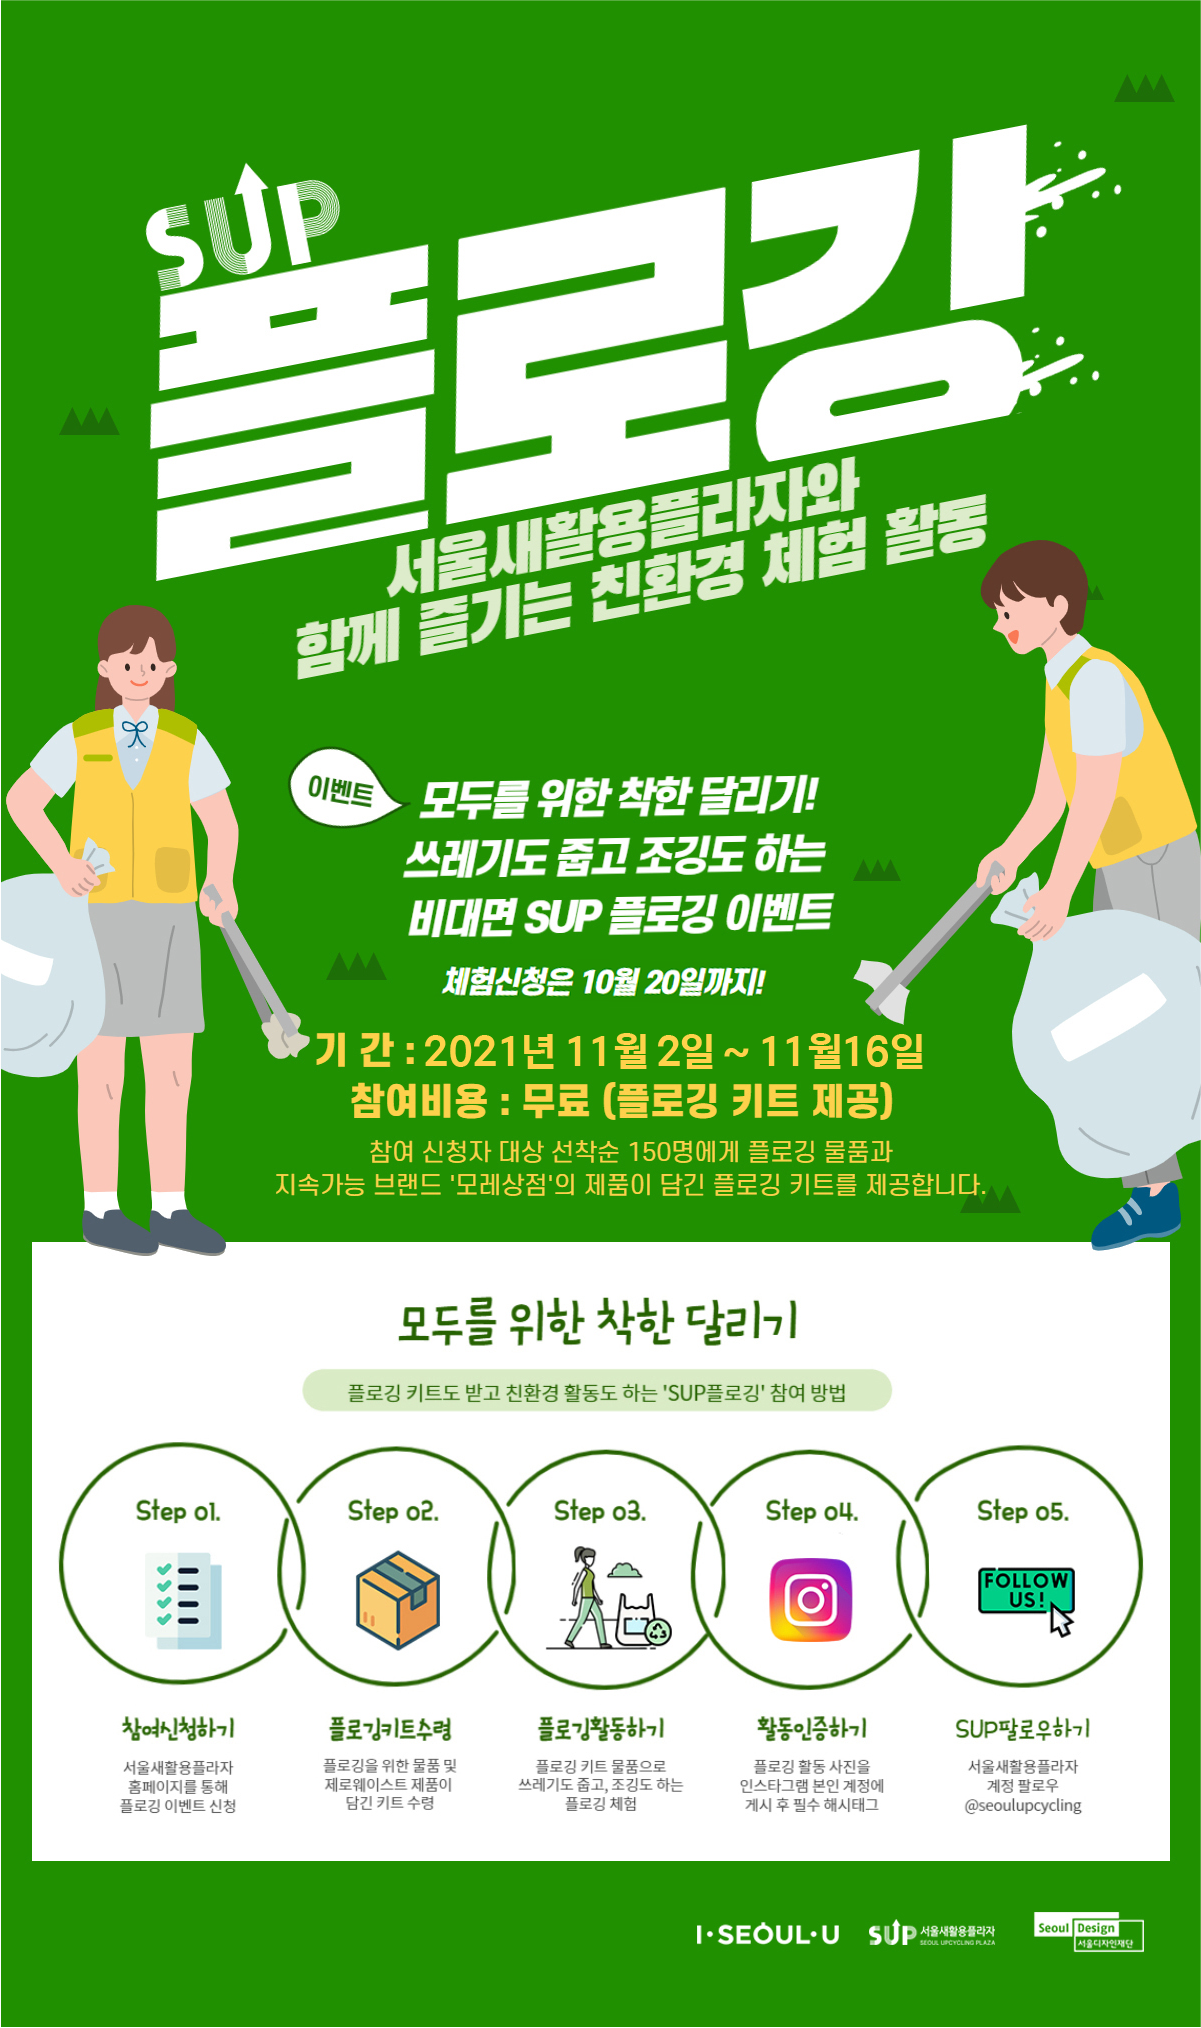 SUP
플로깅
서울새활용플라자와
함께 즐기는 친환경 체험 활동
이벤트
모두를 위한 착한 달리기!
쓰레기도 줍고 조깅도 하는
비대면 SUP 플로깅 이벤트
체험신청은 10월 20일까지!
기 간 : 2021년 11월 2일 ~ 11월16일
참여비용 : 무료 (플로깅 키트 제공)
참여 신청자 대상 선착순 150명에게 플로깅 물품과
지속가능 브랜드 '모레상점'의 제품이 담긴 플로깅 키트를 제공합니다.
모두를 위한 착한 달리기
플로깅 키트도 받고 친환경 활동도 하는 'SUP플로깅' 참여 방법
Step 01.
참여신청하기
서울새활용플라자
홈페이지를 통해
플로깅 이벤트 신청
Step 02.
플로깅키트수령
플로깅을 위한 물품 및
제로웨이스트 제품이
담긴 키트 수령
Step 03.
플로깅활동하기
플로깅 키트 물품으로
쓰레기도 줍고, 조깅도 하는
플로깅 체험
Step 04.
활동인증하기
플로깅 활동 사진을
인스타그램 본인 계정에
게시 후 필수 해시태그
Step 05.
FOLLOW
US!
SUP팔로우하기
서울새활용플라자
계정 팔로우
@seoulupcycling
I·SEOUL·U
SUP 서울새활용플라자
SEOUL UPCYCLING PLAZA
Seoul Design
서울디자인재단